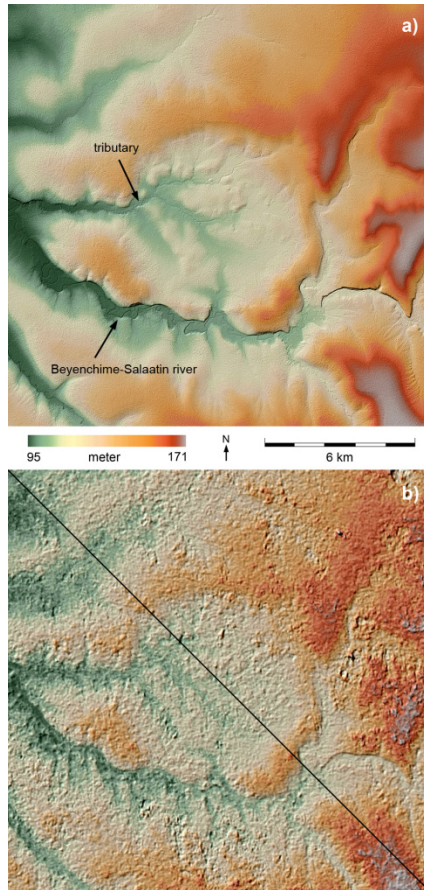 a)
tributary
Beyenchime-Salaatin river
95 meter 171
N
6 km
b)